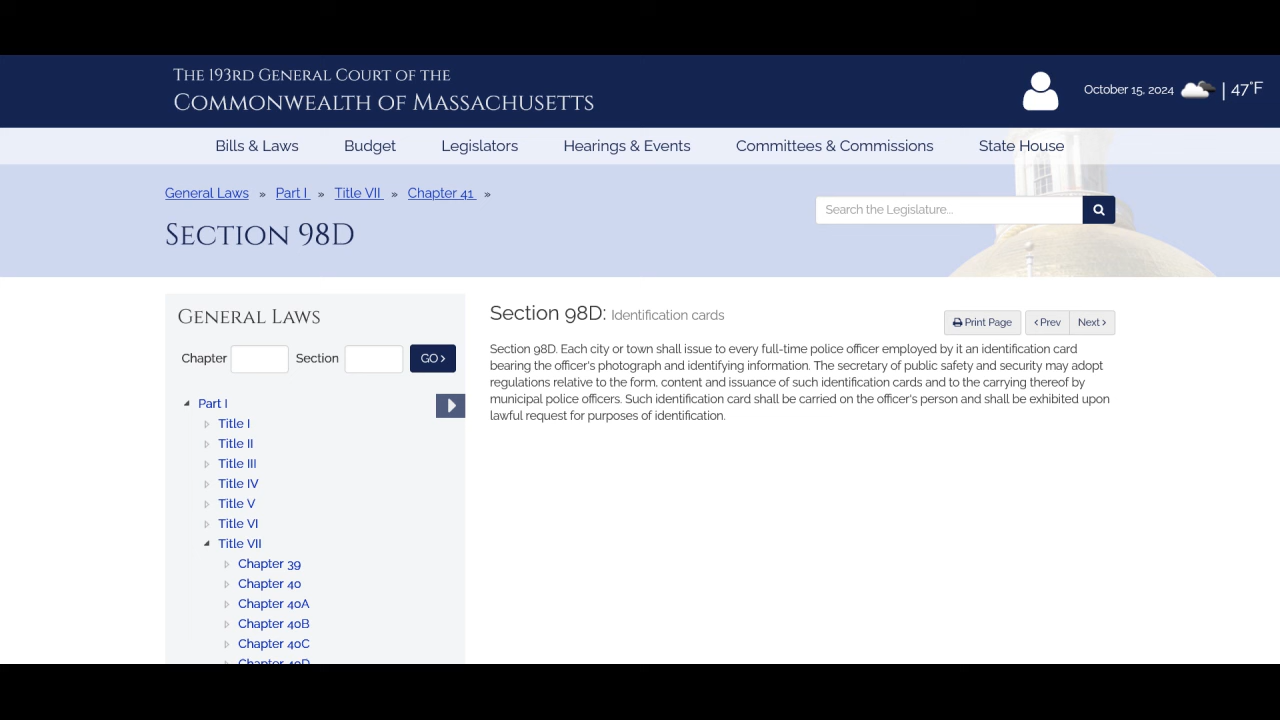 The 193rd General Court of the
Commonwealth of Massachusetts
October 15, 2024 | 47°F
Bills & Laws Budget Legislators Hearings & Events Committees & Commissions State House
General Laws » Part I » Title VII » Chapter 41 »
Search the Legislature...
Section 98D
General Laws
Chapter Section GO ›
Part I
Title I
Title II
Title III
Title IV
Title V
Title VI
Title VII
Chapter 39
Chapter 40
Chapter 40A
Chapter 40B
Chapter 40C
Chapter 40D
Section 98D: Identification cards
Print Page ‹ Prev Next ›
Section 98D. Each city or town shall issue to every full-time police officer employed by it an identification card
bearing the officer's photograph and identifying information. The secretary of public safety and security may adopt
regulations relative to the form, content and issuance of such identification cards and to the carrying thereof by
municipal police officers. Such identification card shall be carried on the officer's person and shall be exhibited upon
lawful request for purposes of identification.